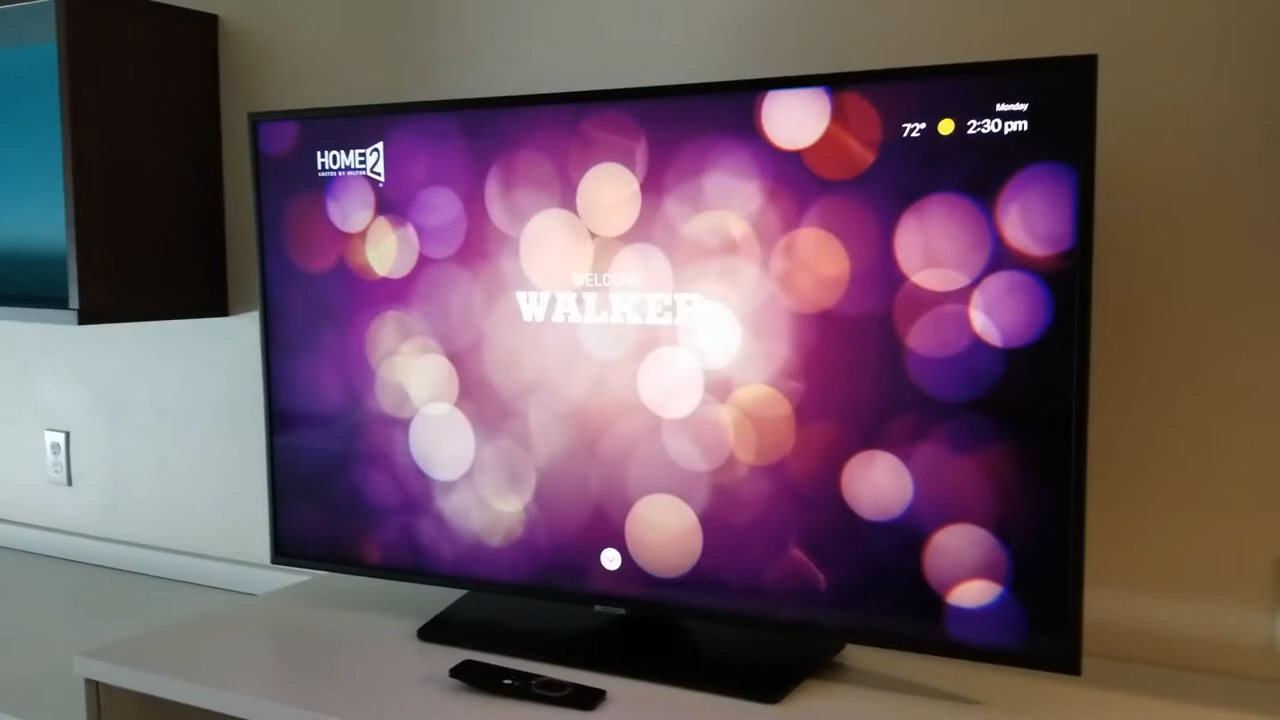 HOME2
SUITES BY HILTON
Monday
72° 2:30 pm
WELCOME
WALKER